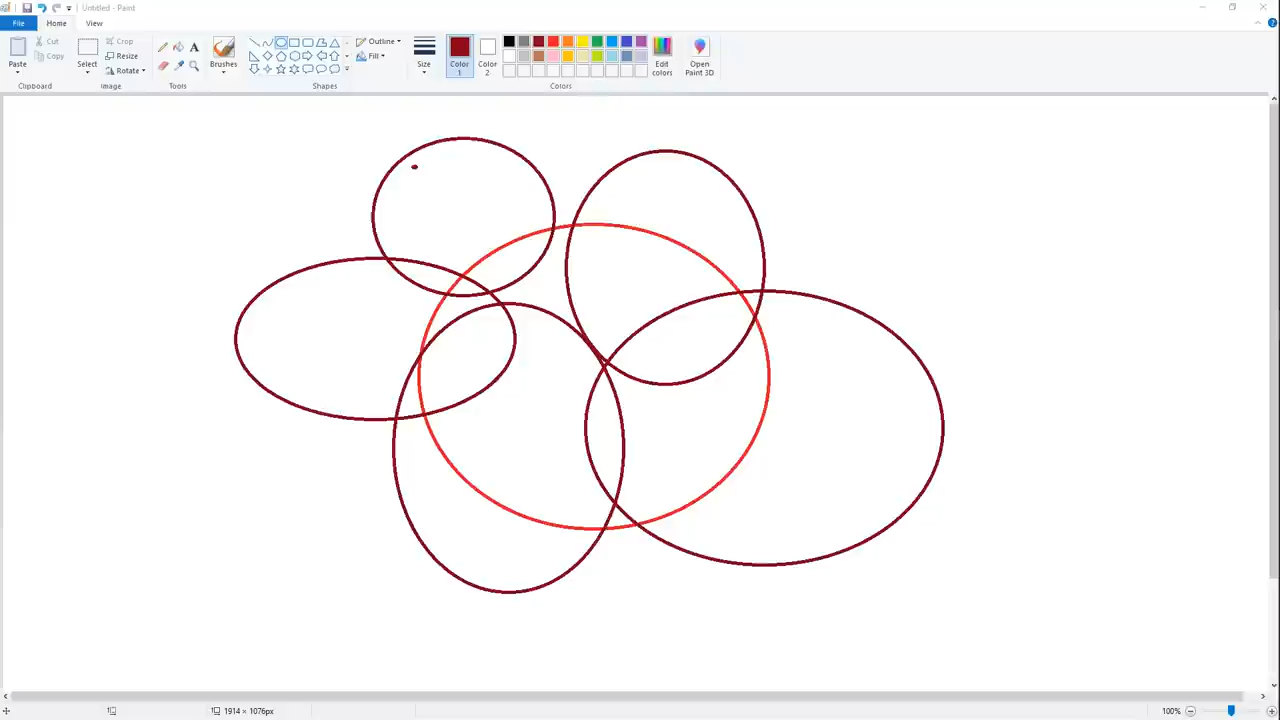 Untitled - Paint
File Home View
Paste Cut Copy Select Crop Resize Rotate A Brushes Outline Fill Size Color 1 Color 2 Edit colors Open Paint 3D
Clipboard Image Tools Shapes Colors
1914 × 1076px 100%